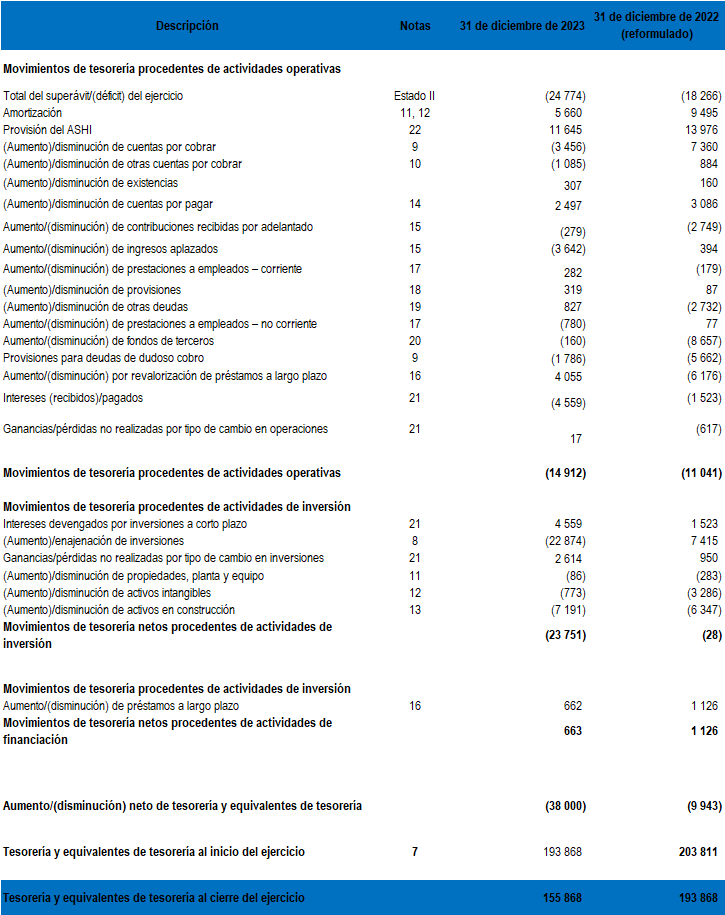 Descripción Notas 31 de diciembre de 2023 31 de diciembre de 2022 (reformulado)
Movimientos de tesorería procedentes de actividades operativas
Total del superávit/(déficit) del ejercicio Estado II (24 774) (18 266)
Amortización 11, 12 5 660 9 495
Provisión del ASHI 22 11 645 13 976
(Aumento)/disminución de cuentas por cobrar 9 (3 456) 7 360
(Aumento)/disminución de otras cuentas por cobrar 10 (1 085) 884
(Aumento)/disminución de existencias 307 160
(Aumento)/disminución de cuentas por pagar 14 2 497 3 086
Aumento/(disminución) de contribuciones recibidas por adelantado 15 (279) (2 749)
Aumento/(disminución) de ingresos aplazados 15 (3 642) 394
Aumento/(disminución) de prestaciones a empleados – corriente 17 282 (179)
(Aumento)/disminución de provisiones 18 319 87
(Aumento)/disminución de otras deudas 19 827 (2 732)
Aumento/(disminución) de prestaciones a empleados – no corriente 17 (780) 77
Aumento/(disminución) de fondos de terceros 20 (160) (8 657)
Provisiones para deudas de dudoso cobro 9 (1 786) (5 662)
Aumento/(disminución) por revalorización de préstamos a largo plazo 16 4 055 (6 176)
Intereses (recibidos)/pagados 21 (4 559) (1 523)
Ganancias/pérdidas no realizadas por tipo de cambio en operaciones 21 17 (617)
Movimientos de tesorería procedentes de actividades operativas (14 912) (11 041)
Movimientos de tesorería procedentes de actividades de inversión
Intereses devengados por inversiones a corto plazo 21 4 559 1 523
(Aumento)/enajenación de inversiones 8 (22 874) 7 415
Ganancias/pérdidas no realizadas por tipo de cambio en inversiones 21 2 614 950
(Aumento)/disminución de propiedades, planta y equipo 11 (86) (283)
(Aumento)/disminución de activos intangibles 12 (773) (3 286)
(Aumento)/disminución de activos en construcción 13 (7 191) (6 347)
Movimientos de tesorería netos procedentes de actividades de
inversión (23 751) (28)
Movimientos de tesorería procedentes de actividades de inversión
Aumento/(disminución) de préstamos a largo plazo 16 662 1 126
Movimientos de tesorería netos procedentes de actividades de
financiación 663 1 126
Aumento/(disminución) neto de tesorería y equivalentes de tesorería (38 000) (9 943)
Tesorería y equivalentes de tesorería al inicio del ejercicio 7 193 868 203 811
Tesorería y equivalentes de tesorería al cierre del ejercicio 155 868 193 868